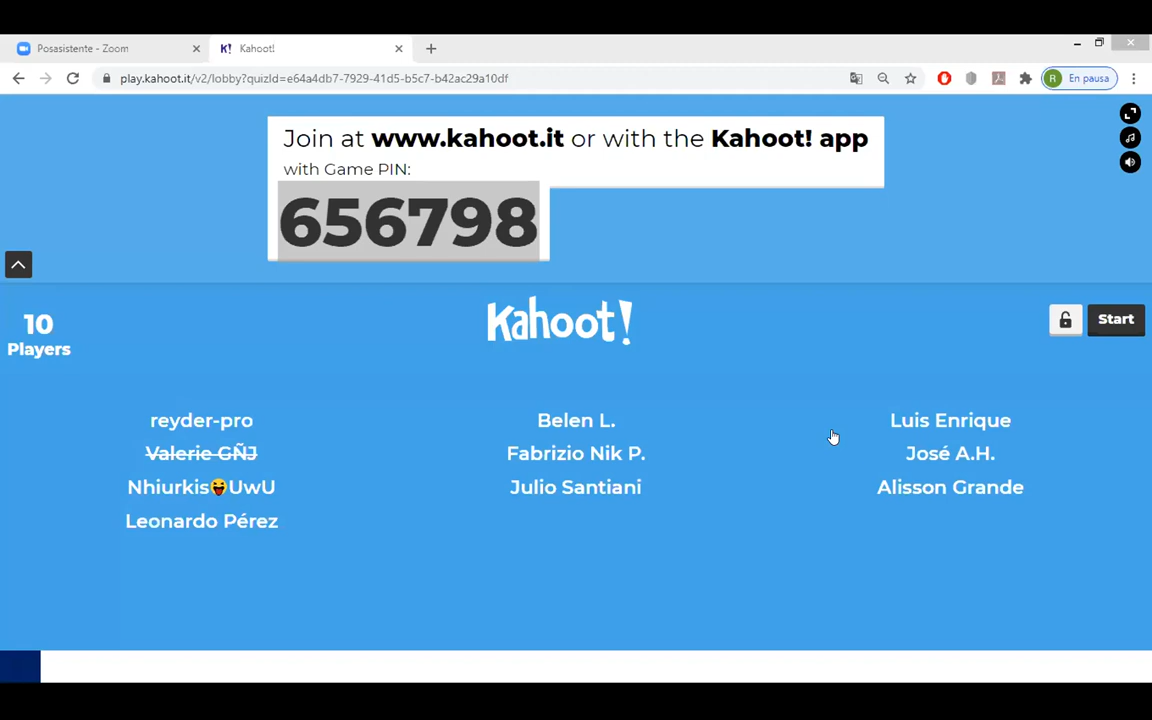 Posasistente - Zoom
K! Kahoot!
play.kahoot.it/v2/lobby?quizId=e64a4db7-7929-41d5-b5c7-b42ac29a10df
R En pausa
Join at www.kahoot.it or with the Kahoot! app
with Game PIN:
656798
10
Players
Kahoot!
Start
reyder-pro
Belen L.
Luis Enrique
Valerie GÑJ
Fabrizio Nik P.
José A.H.
Nhiurkis😜UwU
Julio Santiani
Alisson Grande
Leonardo Pérez